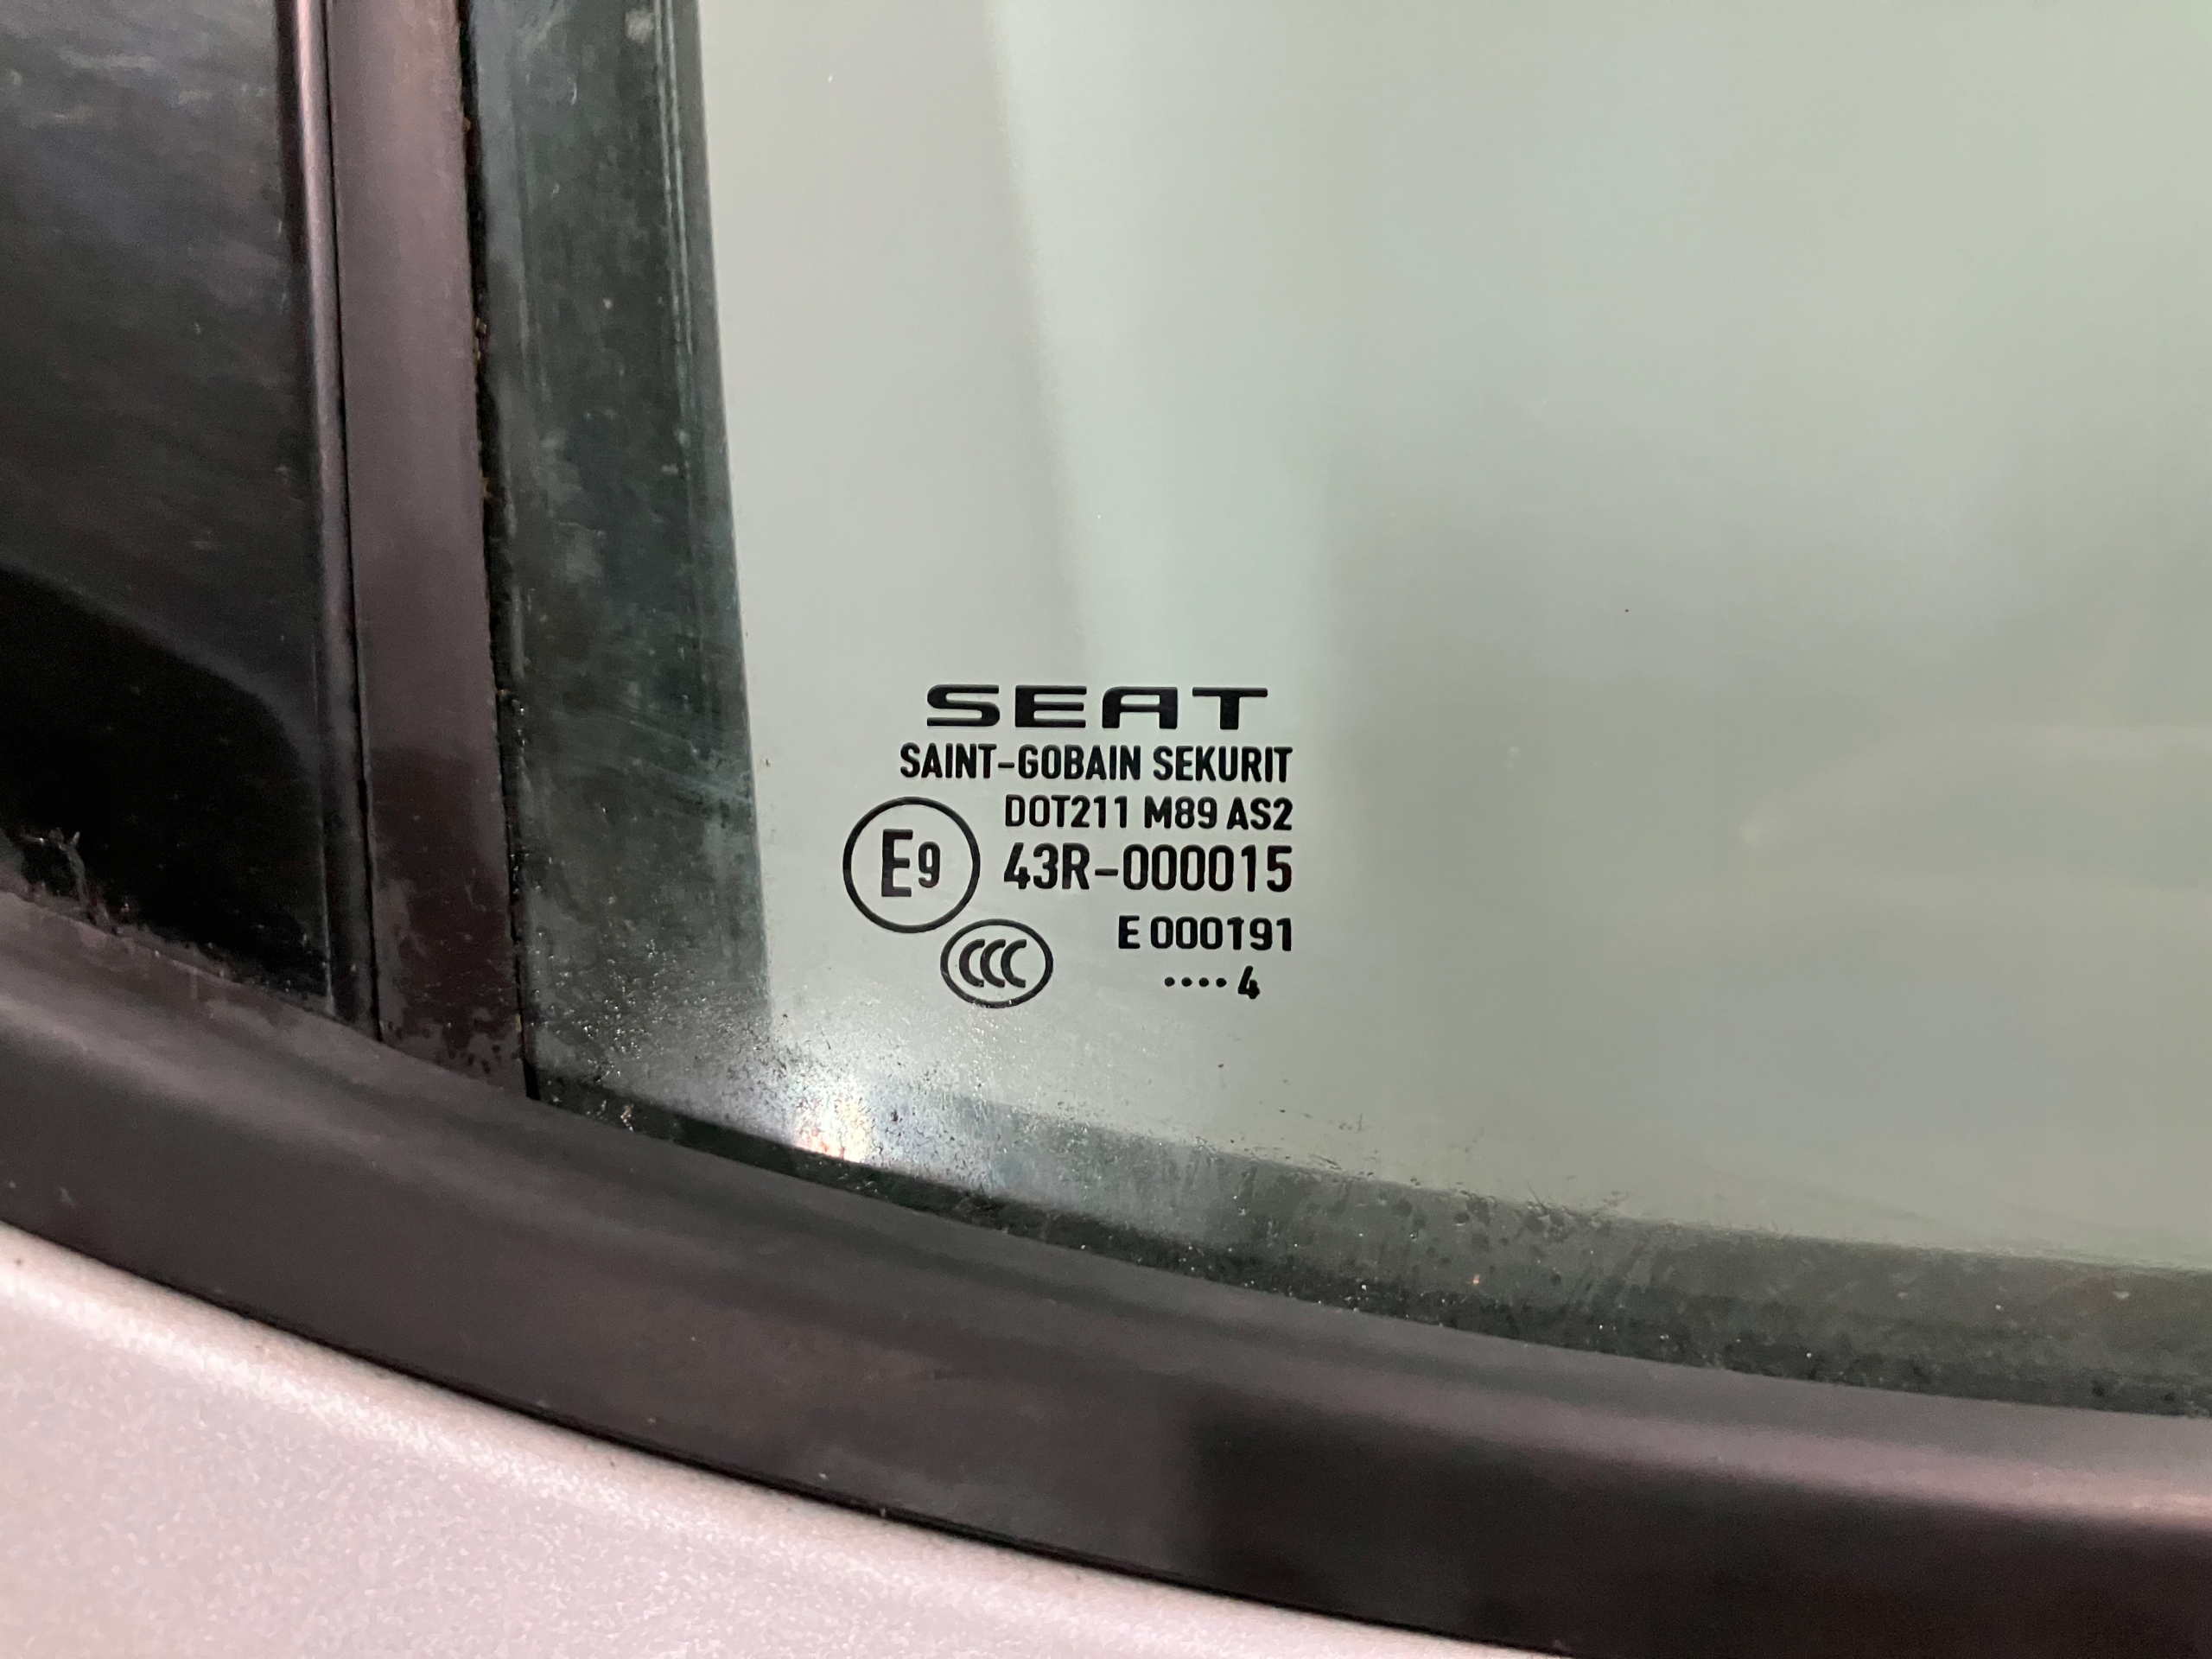 SEAT
SAINT-GOBAIN SEKURIT
DOT211 M89 AS2
E9 43R-000015
E 000191
CCC
•••• 4